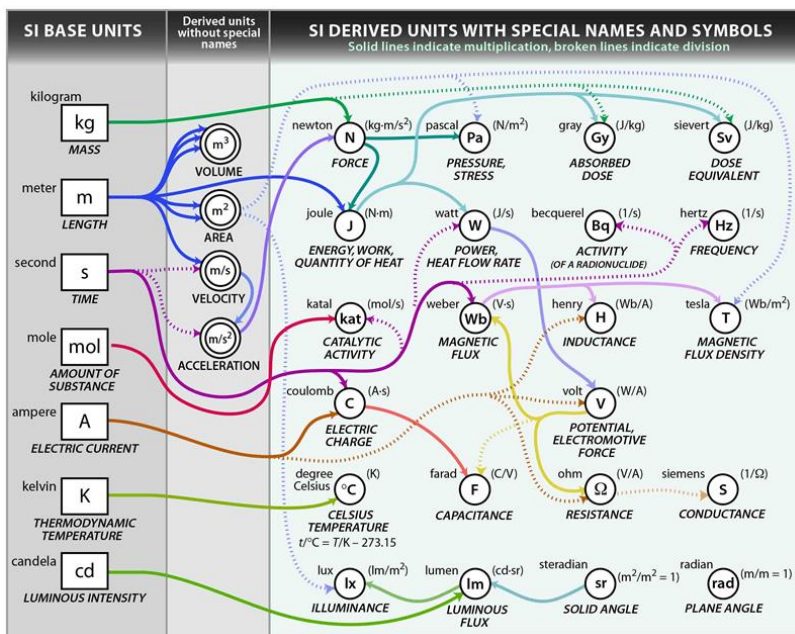 SI BASE UNITS
Derived units
without special
names
SI DERIVED UNITS WITH SPECIAL NAMES AND SYMBOLS
Solid lines indicate multiplication, broken lines indicate division
kilogram
kg
MASS
meter
m
LENGTH
second
s
TIME
mole
mol
AMOUNT OF
SUBSTANCE
ampere
A
ELECTRIC CURRENT
kelvin
K
THERMODYNAMIC
TEMPERATURE
candela
cd
LUMINOUS INTENSITY
m³
VOLUME
m²
AREA
m/s
VELOCITY
m/s²
ACCELERATION
newton
N
(kg·m/s²)
FORCE
pascal
Pa
(N/m²)
PRESSURE,
STRESS
gray
Gy
(J/kg)
ABSORBED
DOSE
sievert
Sv
(J/kg)
DOSE
EQUIVALENT
joule
J
(N·m)
ENERGY, WORK,
QUANTITY OF HEAT
watt
W
(J/s)
POWER,
HEAT FLOW RATE
becquerel
Bq
(1/s)
ACTIVITY
(OF A RADIONUCLIDE)
hertz
Hz
(1/s)
FREQUENCY
katal
kat
(mol/s)
CATALYTIC
ACTIVITY
weber
Wb
(V·s)
MAGNETIC
FLUX
henry
H
(Wb/A)
INDUCTANCE
tesla
T
(Wb/m²)
MAGNETIC
FLUX DENSITY
coulomb
C
(A·s)
ELECTRIC
CHARGE
volt
V
(W/A)
POTENTIAL,
ELECTROMOTIVE
FORCE
degree
Celsius
°C
(K)
CELSIUS
TEMPERATURE
t/°C = T/K – 273.15
farad
F
(C/V)
CAPACITANCE
ohm
Ω
(V/A)
RESISTANCE
siemens
S
(1/Ω)
CONDUCTANCE
lux
lx
(lm/m²)
ILLUMINANCE
lumen
lm
(cd·sr)
LUMINOUS
FLUX
steradian
sr
(m²/m² = 1)
SOLID ANGLE
radian
rad
(m/m = 1)
PLANE ANGLE